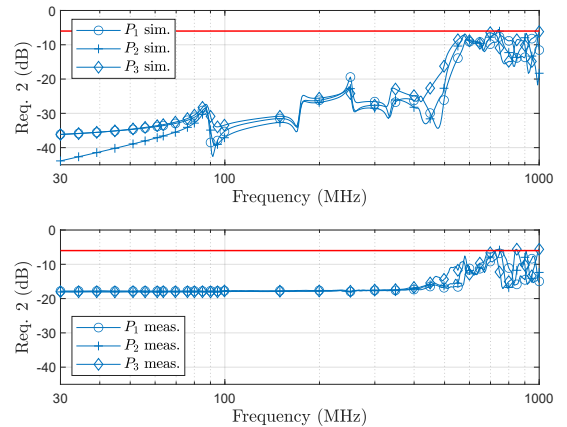 0
-10
-20
-30
-40
Req. 2 (dB)
P1 sim.
P2 sim.
P3 sim.
30
100
1000
Frequency (MHz)
0
-10
-20
-30
-40
Req. 2 (dB)
P1 meas.
P2 meas.
P3 meas.
30
100
1000
Frequency (MHz)